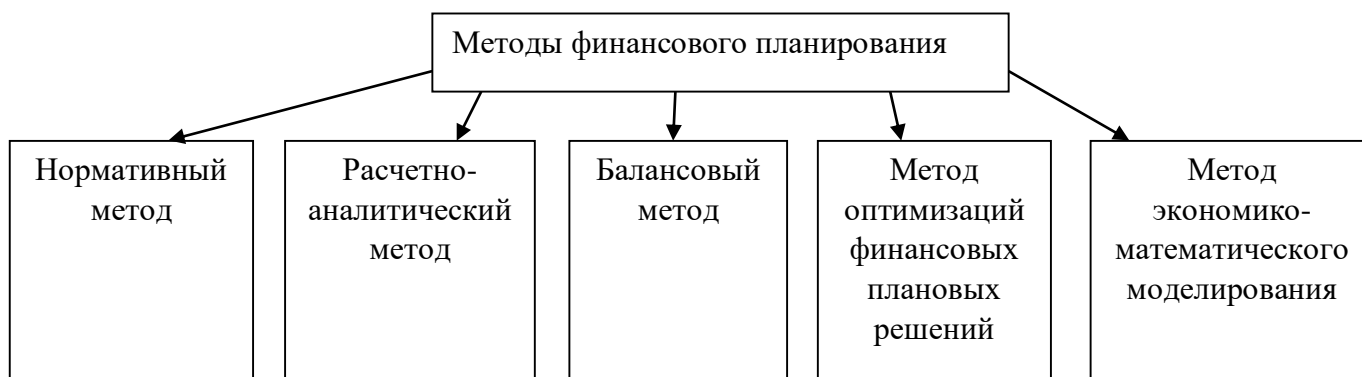 Методы финансового планирования
Нормативный
метод
Расчетно-
аналитический
метод
Балансовый
метод
Метод
оптимизаций
финансовых
плановых
решений
Метод
экономико-
математического
моделирования